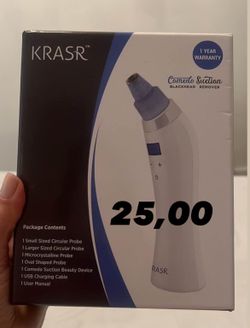 KRASR™
1 YEAR
WARRANTY
Comedo Suction
BLACKHEAD REMOVER
25,00
Package Contents
1 Small Sized Circular Probe
1 Larger Sized Circular Probe
1 Microcrystalline Probe
1 Oval Shaped Probe
1 Comedo Suction Beauty Device
1 USB Charging Cable
1 User Manual
KRASR